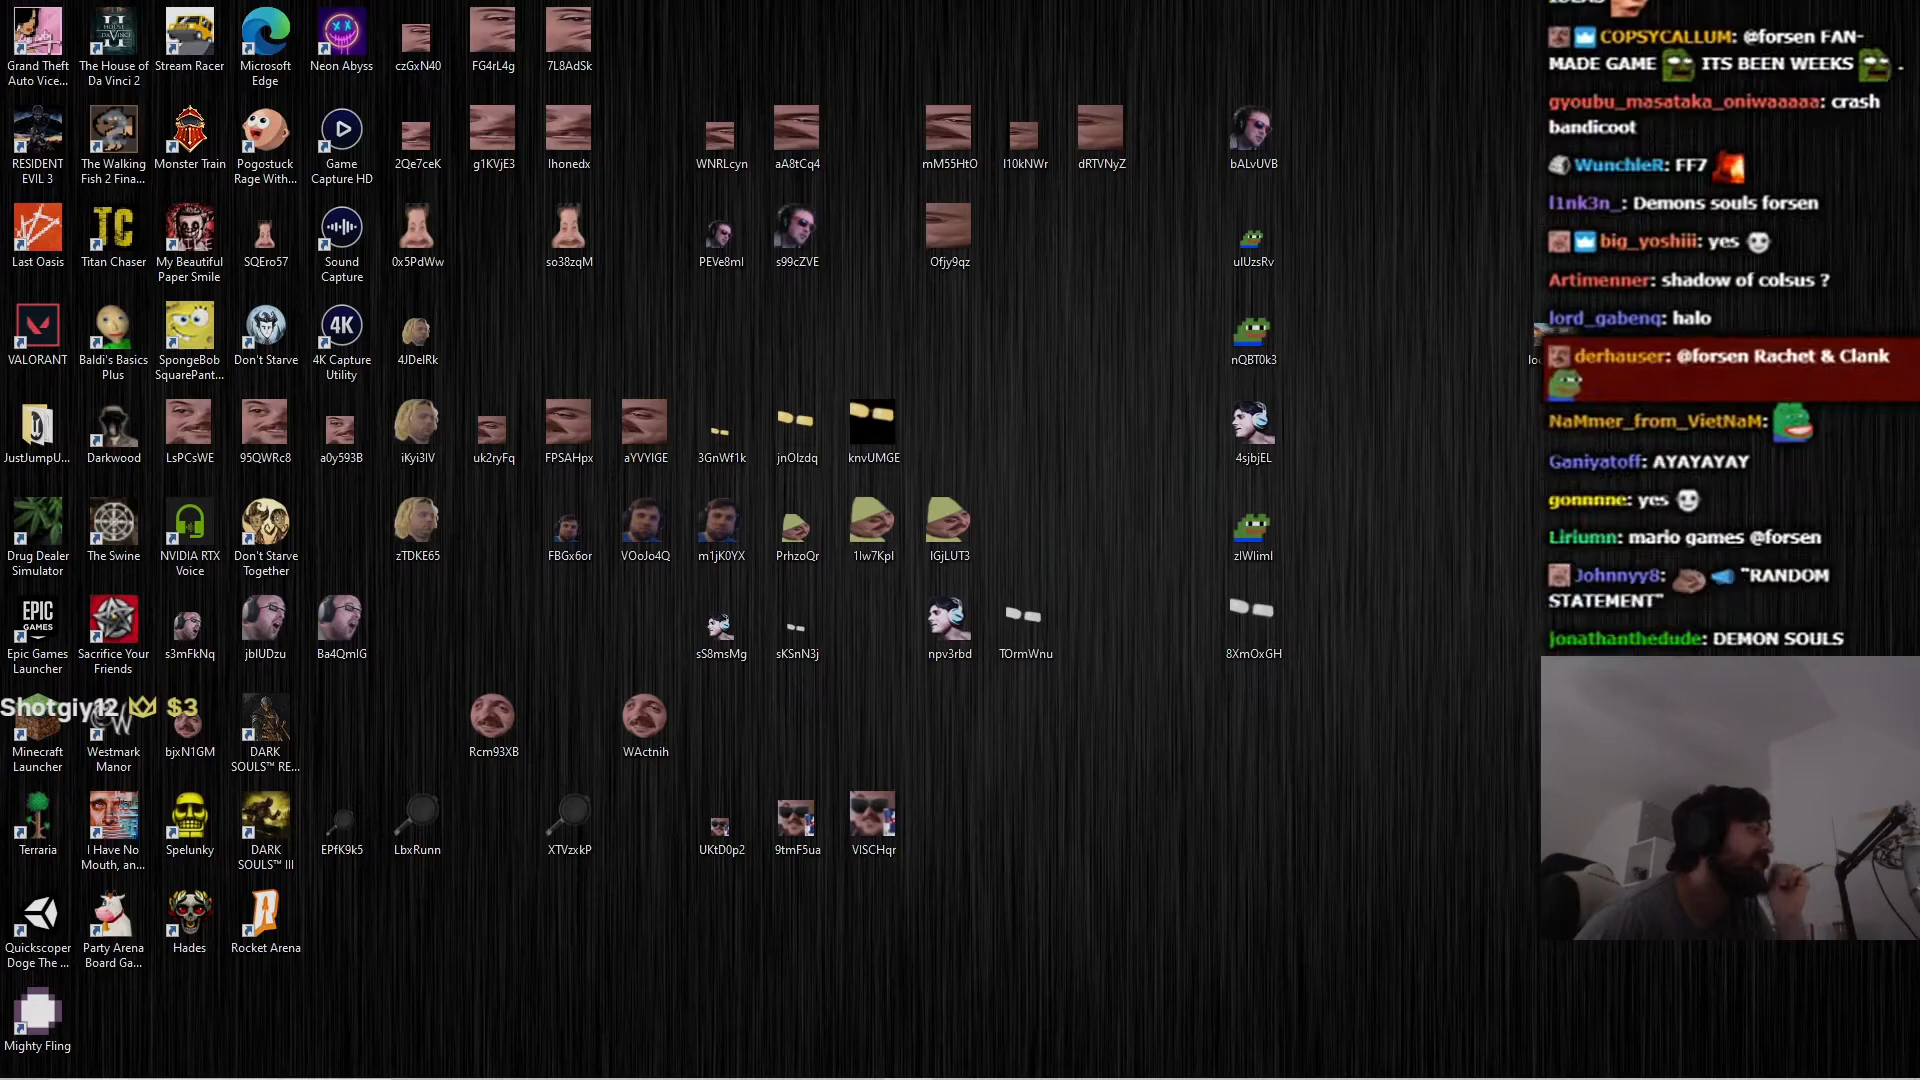 Grand Theft
Auto Vice...
The House of
Da Vinci 2
Stream Racer
Microsoft
Edge
Neon Abyss
czGxN40
FG4rL4g
7L8AdSk
RESIDENT
EVIL 3
The Walking
Fish 2 Fina...
Monster Train
Pogostuck
Rage With...
Game
Capture HD
2Qe7ceK
g1KVjE3
lhonedx
WNRLcyn
aA8tCq4
mM55HtO
l10kNWr
dRTVNyZ
bALvUVB
Last Oasis
TC
Titan Chaser
My Beautiful
Paper Smile
SQEro57
Sound
Capture
0x5PdWw
so38zqM
PEVe8ml
s99cZVE
Ofjy9qz
uIUzsRv
VALORANT
Baldi's Basics
Plus
SpongeBob
SquarePant...
Don't Starve
4K
4K Capture
Utility
4JDelRk
nQBT0k3
JustJumpU...
Darkwood
LsPCsWE
95QWRc8
a0y593B
iKyi3lV
uk2ryFq
FPSAHpx
aYVYIGE
3GnWf1k
jnOlzdq
knvUMGE
4sjbjEL
Drug Dealer
Simulator
The Swine
NVIDIA RTX
Voice
Don't Starve
Together
zTDKE65
FBGx6or
VOoJo4Q
m1jK0YX
PrhzoQr
1lw7Kpl
IGjLUT3
zlWliml
EPIC
GAMES
Epic Games
Launcher
Sacrifice Your
Friends
s3mFkNq
jblUDzu
Ba4QmlG
sS8msMg
sKSnN3j
npv3rbd
TOrmWnu
8XmOxGH
Shotgiy12 $3
Minecraft
Launcher
Westmark
Manor
bjxN1GM
DARK
SOULS™ RE...
Rcm93XB
WActnih
Terraria
I Have No
Mouth, an...
Spelunky
DARK
SOULS™ III
EPfK9k5
LbxRunn
XTVzxkP
UKtD0p2
9tmF5ua
VlSCHqr
Quickscoper
Doge The ...
Party Arena
Board Ga...
Hades
Rocket Arena
Mighty Fling
COPSYCALLUM: @forsen FAN-
MADE GAME ITS BEEN WEEKS .
gyoubu_masataka_oniwaaaaa: crash
bandicoot
WunchleR: FF7
l1nk3n_: Demons souls forsen
big_yoshiii: yes
Artimenner: shadow of colsus ?
lord_gabenq: halo
derhauser: @forsen Rachet & Clank
NaMmer_from_VietNaM:
Ganiyatoff: AYAYAYAY
gonnnne: yes
Liriumn: mario games @forsen
Johnnyy8: "RANDOM
STATEMENT"
jonathanthedude: DEMON SOULS